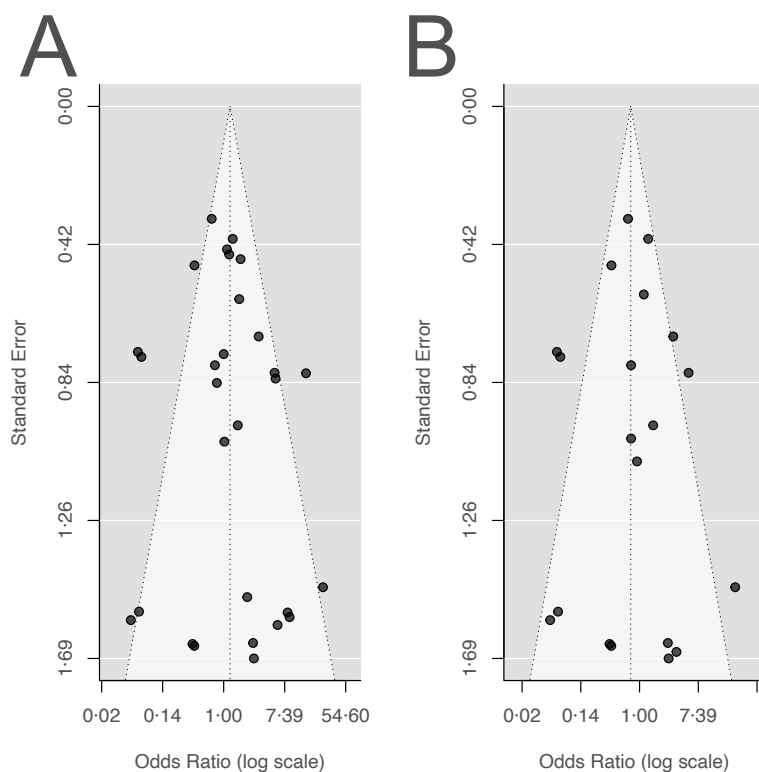 A
B
0·00
0·42
0·84
1·26
1·69
Standard Error
0·02 0·14 1·00 7·39 54·60
Odds Ratio (log scale)
0·00
0·42
0·84
1·26
1·69
Standard Error
0·02 0·14 1·00 7·39
Odds Ratio (log scale)